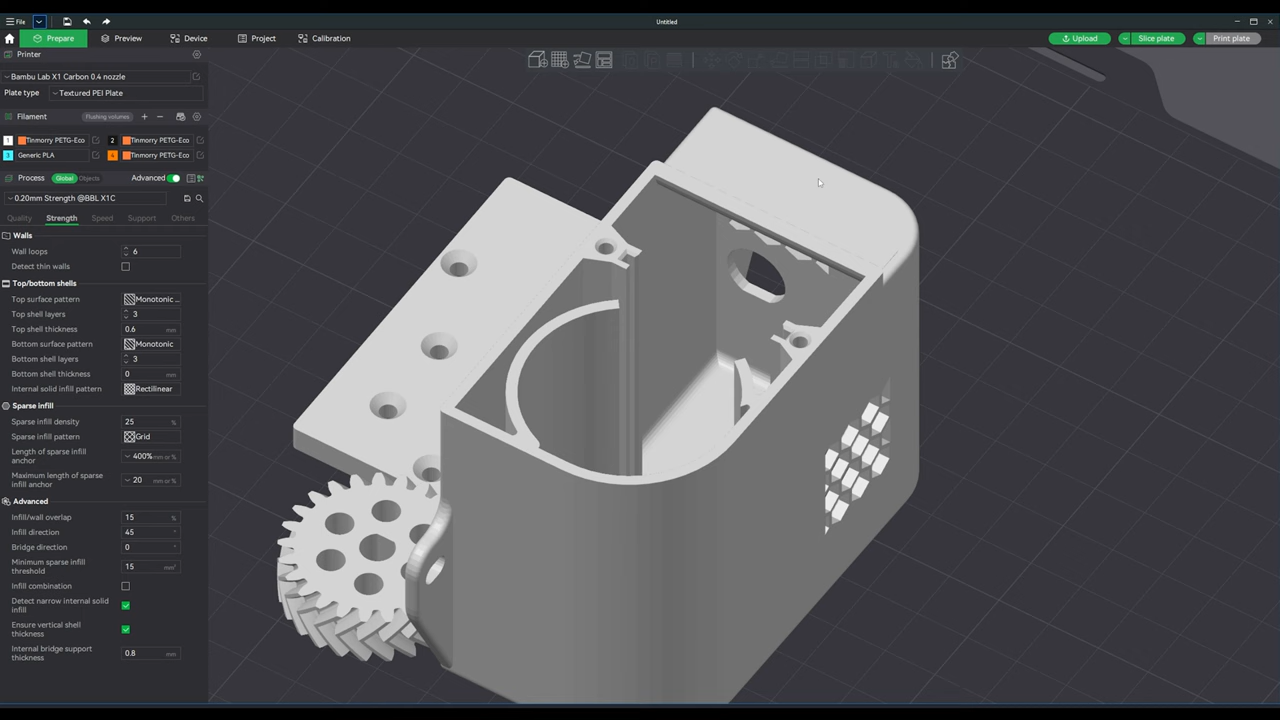 File
Untitled
Prepare Preview Device Project Calibration Upload Slice plate Print plate
Printer
Bambu Lab X1 Carbon 0.4 nozzle
Plate type Textured PEI Plate
Filament Flushing volumes
1 Tinmorry PETG-Eco 2 Tinmorry PETG-Eco
3 Generic PLA Tinmorry PETG-Eco
Process Global Objects Advanced
0.20mm Strength @BBL X1C
Quality Strength Speed Support Others
Walls
Wall loops 6
Detect thin walls
Top/bottom shells
Top surface pattern Monotonic ...
Top shell layers 3
Top shell thickness 0.6 mm
Bottom surface pattern Monotonic
Bottom shell layers 3
Bottom shell thickness 0 mm
Internal solid infill pattern Rectilinear
Sparse infill
Sparse infill density 25 %
Sparse infill pattern Grid
Length of sparse infill
anchor 400% mm or %
Maximum length of sparse
infill anchor 20 mm or %
Advanced
Infill/wall overlap 15 %
Infill direction 45 °
Bridge direction 0 °
Minimum sparse infill
threshold 15 mm²
Infill combination
Detect narrow internal solid
infill
Ensure vertical shell
thickness
Internal bridge support
thickness 0.8 mm